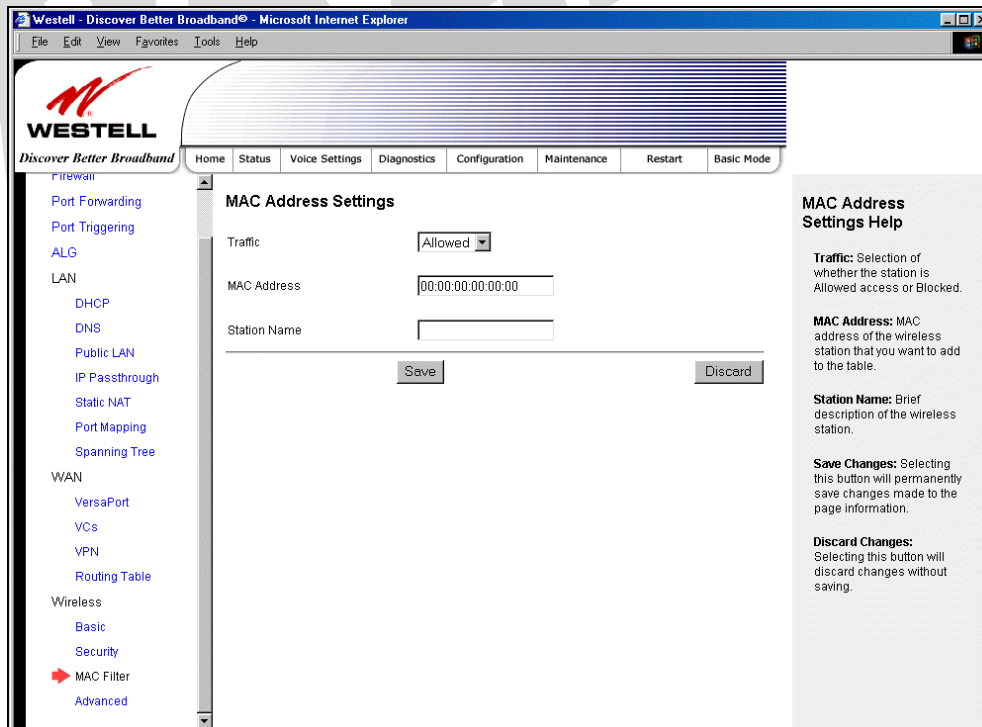 Westell - Discover Better Broadband® - Microsoft Internet Explorer
File Edit View Favorites Tools Help
WESTELL
Discover Better Broadband
Home Status Voice Settings Diagnostics Configuration Maintenance Restart Basic Mode
Firewall
Port Forwarding
Port Triggering
ALG
LAN
DHCP
DNS
Public LAN
IP Passthrough
Static NAT
Port Mapping
Spanning Tree
WAN
VersaPort
VCs
VPN
Routing Table
Wireless
Basic
Security
MAC Filter
Advanced
MAC Address Settings
Traffic Allowed
MAC Address 00:00:00:00:00:00
Station Name
Save Discard
MAC Address
Settings Help
Traffic: Selection of
whether the station is
Allowed access or Blocked.
MAC Address: MAC
address of the wireless
station that you want to add
to the table.
Station Name: Brief
description of the wireless
station.
Save Changes: Selecting
this button will permanently
save changes made to the
page information.
Discard Changes:
Selecting this button will
discard changes without
saving.